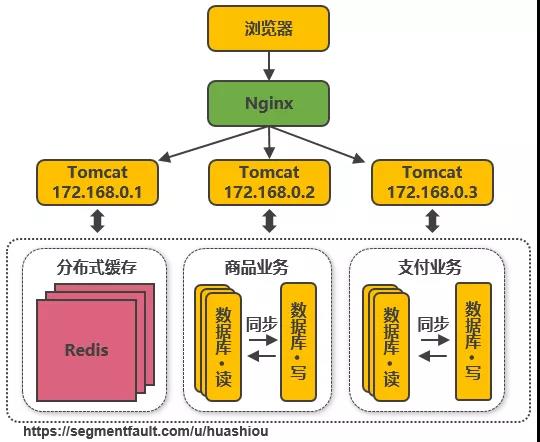 浏览器
Nginx
Tomcat
172.168.0.1
Tomcat
172.168.0.2
Tomcat
172.168.0.3
分布式缓存
Redis
商品业务
数据库·读
同步
数据库·写
支付业务
数据库·读
同步
数据库·写
https://segmentfault.com/u/huashiou